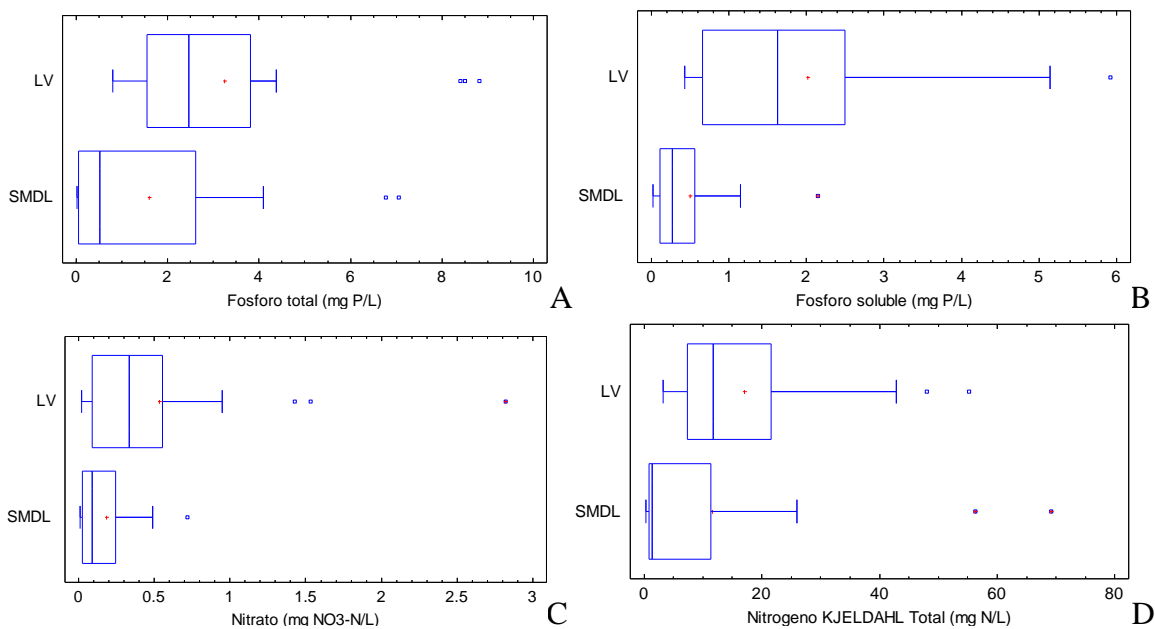 LV
SMDL
0 2 4 6 8 10
Fosforo total (mg P/L)
A
LV
SMDL
0 1 2 3 4 5 6
Fosforo soluble (mg P/L)
B
LV
SMDL
0 0.5 1 1.5 2 2.5 3
Nitrato (mg NO3-N/L)
C
LV
SMDL
0 20 40 60 80
Nitrogeno KJELDAHL Total (mg N/L)
D